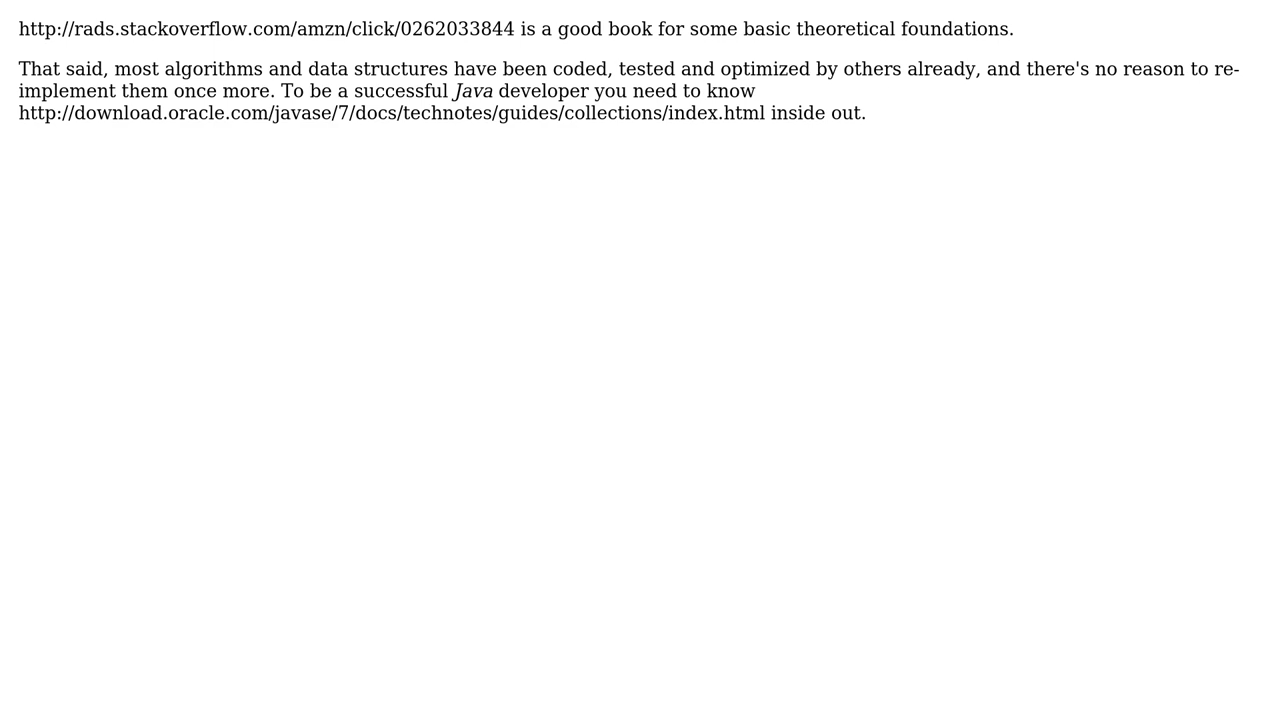 http://rads.stackoverflow.com/amzn/click/0262033844 is a good book for some basic theoretical foundations.
That said, most algorithms and data structures have been coded, tested and optimized by others already, and there's no reason to re-
implement them once more. To be a successful Java developer you need to know
http://download.oracle.com/javase/7/docs/technotes/guides/collections/index.html inside out.